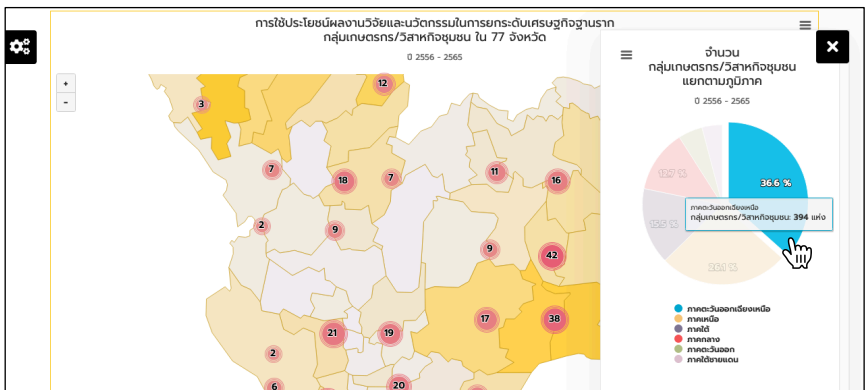 การใช้ประโยชน์ผลงานวิจัยและนวัตกรรมในการยกระดับเศรษฐกิจฐานราก
กลุ่มเกษตรกร/วิสาหกิจชุมชน ใน 77 จังหวัด
ปี 2556 - 2565
+
-
3
12
7
18
7
11
16
2
9
9
42
21
19
17
38
2
6
20
จำนวน
กลุ่มเกษตรกร/วิสาหกิจชุมชน
แยกตามภูมิภาค
ปี 2556 - 2565
36.6 %
ภาคตะวันออกเฉียงเหนือ
กลุ่มเกษตรกร/วิสาหกิจชุมชน: 394 แห่ง
26.1 %
ภาคตะวันออกเฉียงเหนือ
ภาคเหนือ
ภาคใต้
ภาคกลาง
ภาคตะวันออก
ภาคใต้ชายแดน